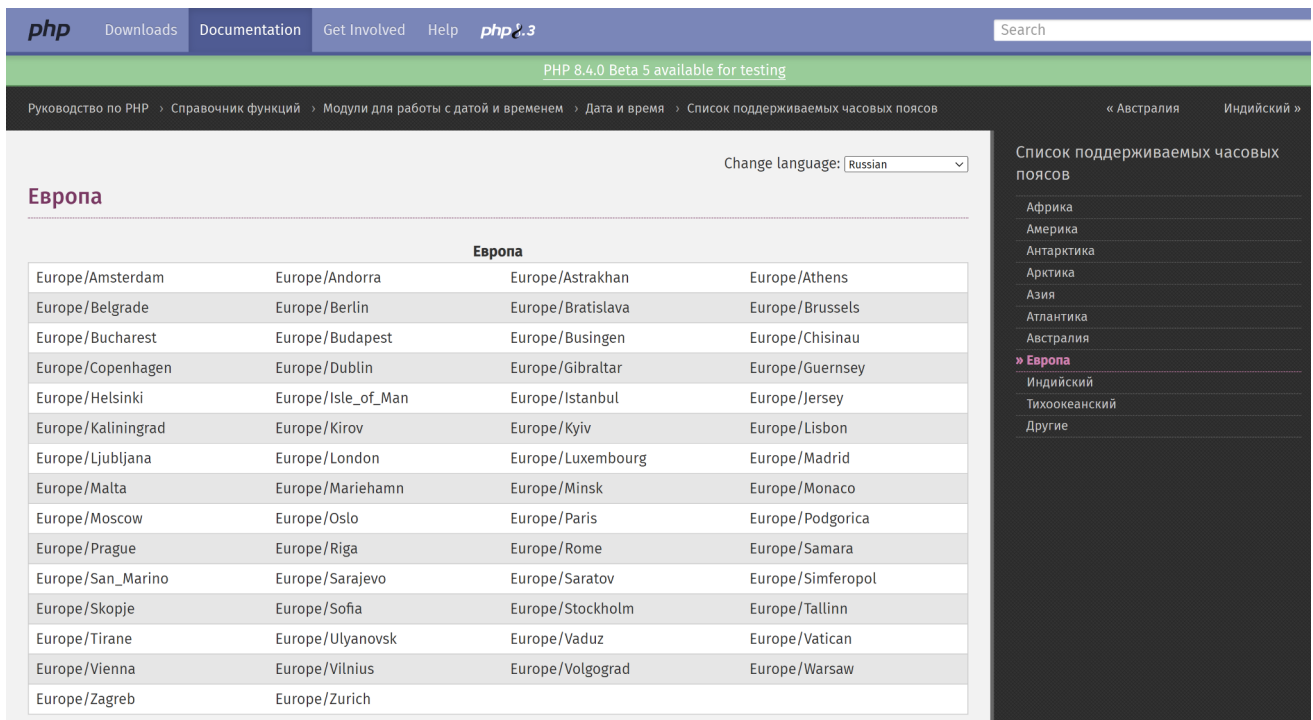 php Downloads Documentation Get Involved Help php8.3 Search
PHP 8.4.0 Beta 5 available for testing
Руководство по PHP › Справочник функций › Модули для работы с датой и временем › Дата и время › Список поддерживаемых часовых поясов « Австралия Индийский »
Change language: Russian
Европа
Европа
Europe/Amsterdam Europe/Andorra Europe/Astrakhan Europe/Athens
Europe/Belgrade Europe/Berlin Europe/Bratislava Europe/Brussels
Europe/Bucharest Europe/Budapest Europe/Busingen Europe/Chisinau
Europe/Copenhagen Europe/Dublin Europe/Gibraltar Europe/Guernsey
Europe/Helsinki Europe/Isle_of_Man Europe/Istanbul Europe/Jersey
Europe/Kaliningrad Europe/Kirov Europe/Kyiv Europe/Lisbon
Europe/Ljubljana Europe/London Europe/Luxembourg Europe/Madrid
Europe/Malta Europe/Mariehamn Europe/Minsk Europe/Monaco
Europe/Moscow Europe/Oslo Europe/Paris Europe/Podgorica
Europe/Prague Europe/Riga Europe/Rome Europe/Samara
Europe/San_Marino Europe/Sarajevo Europe/Saratov Europe/Simferopol
Europe/Skopje Europe/Sofia Europe/Stockholm Europe/Tallinn
Europe/Tirane Europe/Ulyanovsk Europe/Vaduz Europe/Vatican
Europe/Vienna Europe/Vilnius Europe/Volgograd Europe/Warsaw
Europe/Zagreb Europe/Zurich
Список поддерживаемых часовых
поясов
Африка
Америка
Антарктика
Арктика
Азия
Атлантика
Австралия
» Европа
Индийский
Тихоокеанский
Другие